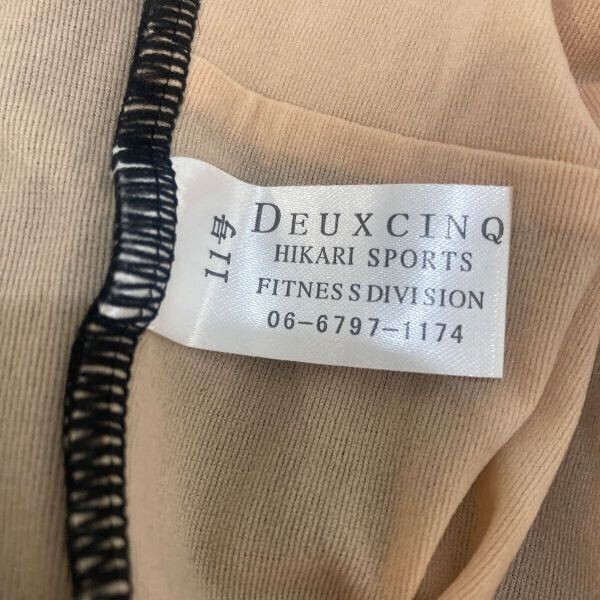 11号
DEUXCINQ
HIKARI SPORTS
FITNESS DIVISION
06-6797-1174